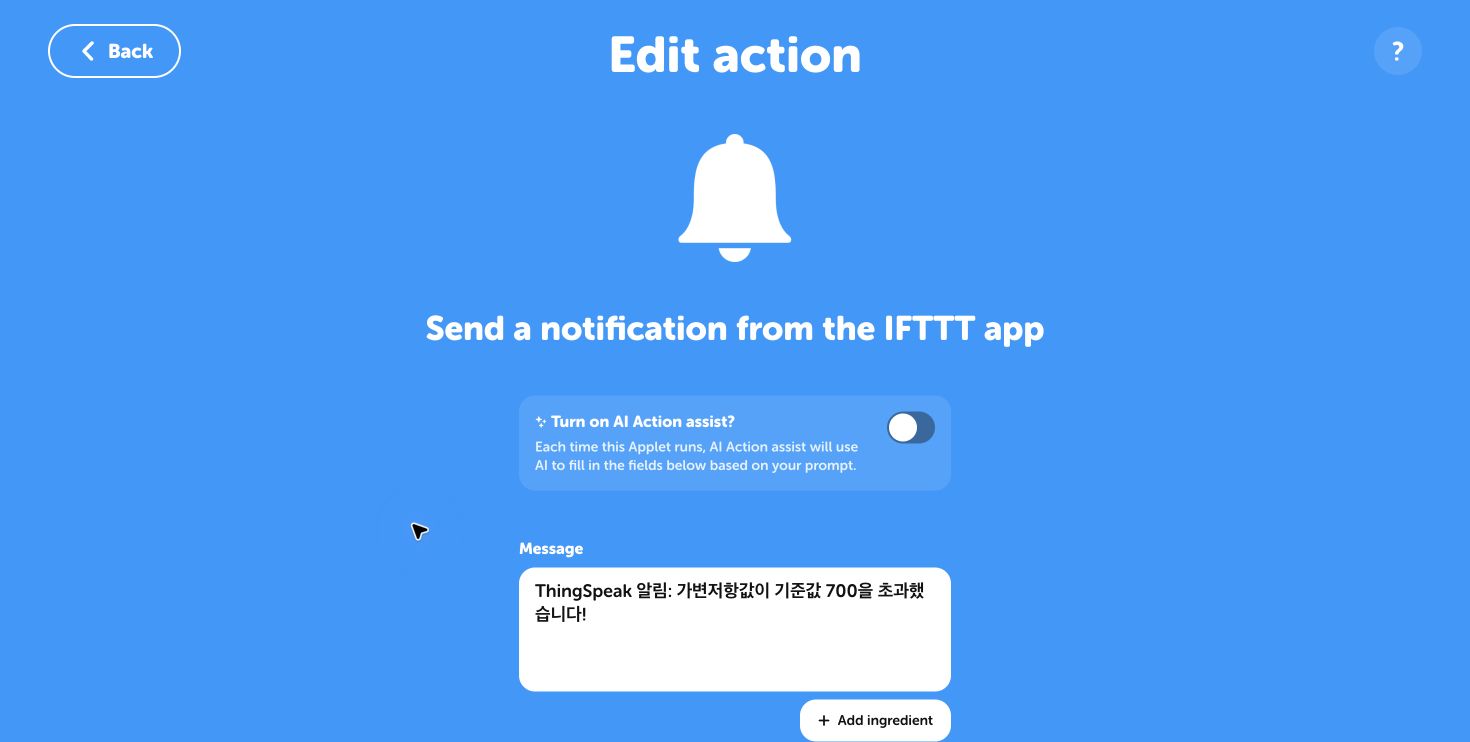 Back
Edit action
?
Send a notification from the IFTTT app
Turn on AI Action assist?
Each time this Applet runs, AI Action assist will use
AI to fill in the fields below based on your prompt.
Message
ThingSpeak 알림: 가변저항값이 기준값 700을 초과했
습니다!
+ Add ingredient